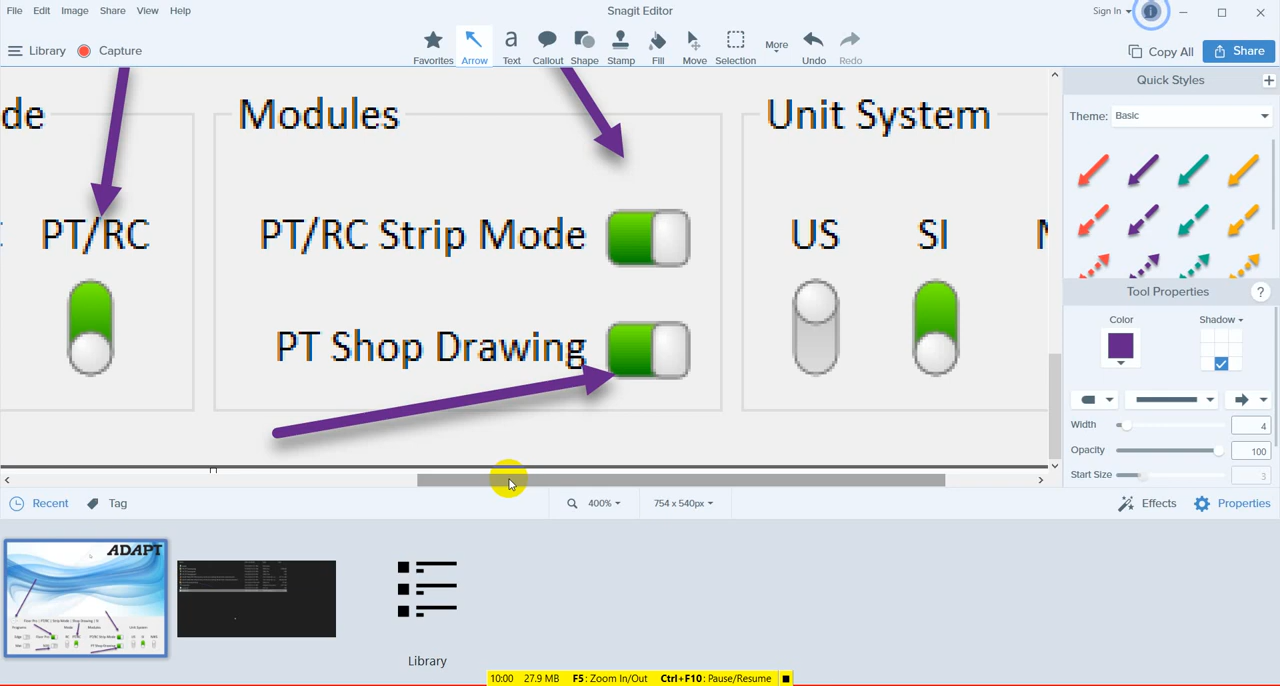 File Edit Image Share View Help
Snagit Editor
Sign In
Library Capture
Favorites Arrow Text Callout Shape Stamp Fill Move Selection More Undo Redo
Copy All Share
Quick Styles
Theme: Basic
de Modules Unit System
PT/RC PT/RC Strip Mode US SI
PT Shop Drawing
Tool Properties ?
Color Shadow
Width 4
Opacity 100
Start Size 3
Recent Tag 400% 754 x 540px Effects Properties
ADAPT
Library
10:00 27.9 MB F5: Zoom In/Out Ctrl+F10: Pause/Resume